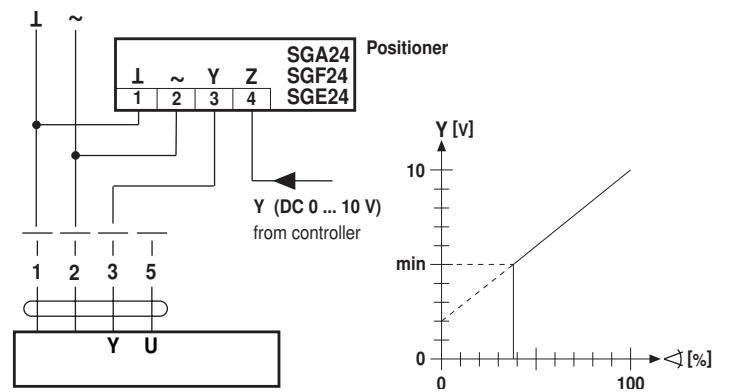 ⊥ ~
SGA24 Positioner
⊥ ~ Y Z SGF24
1 2 3 4 SGE24
Y (DC 0 ... 10 V)
from controller
1 2 3 5
Y U
Y [V]
10
min
0
0 100
∢ [%]